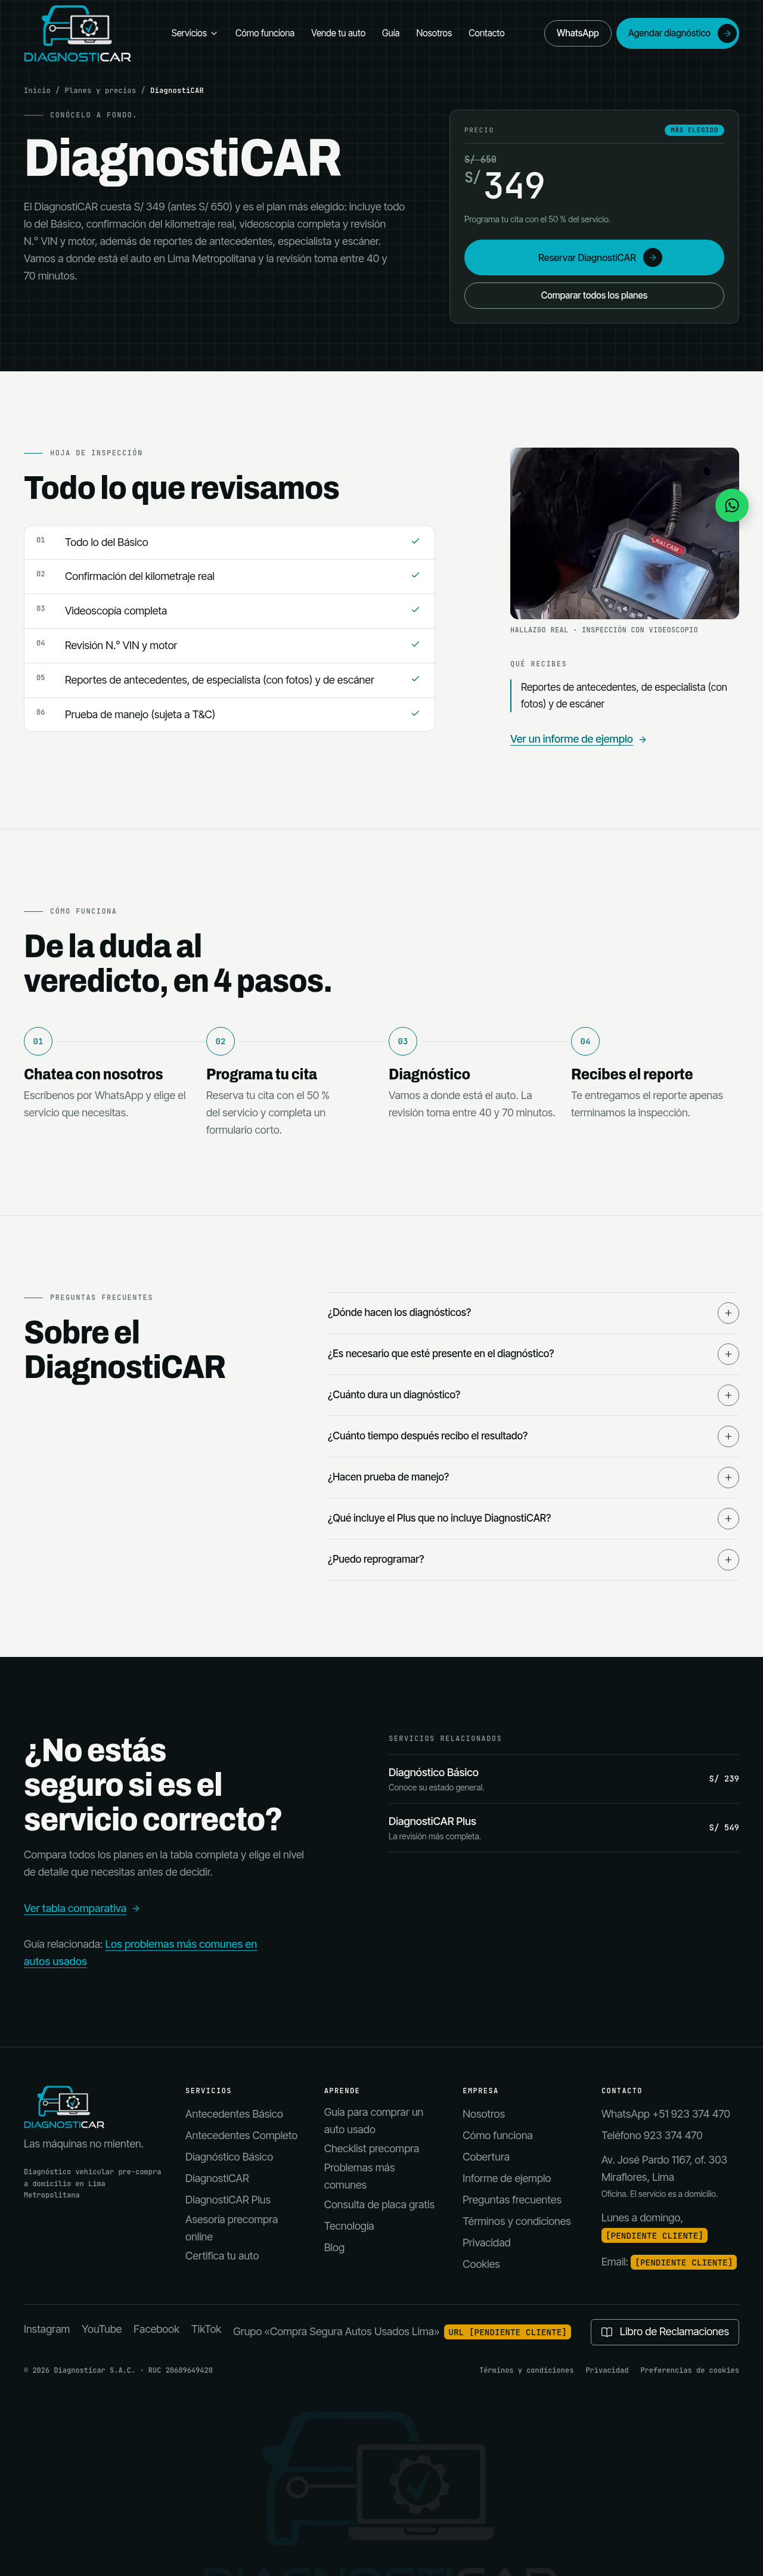 DIAGNOSTICAR
Servicios
Cómo funciona
Vende tu auto
Guía
Nosotros
Contacto
WhatsApp
Agendar diagnóstico
Inicio / Planes y precios / DiagnostiCAR
CONÓCELO A FONDO.
DiagnostiCAR
El DiagnostiCAR cuesta S/ 349 (antes S/ 650) y es el plan más elegido: incluye todo
lo del Básico, confirmación del kilometraje real, videoscopía completa y revisión
N.° VIN y motor, además de reportes de antecedentes, especialista y escáner.
Vamos a donde está el auto en Lima Metropolitana y la revisión toma entre 40 y
70 minutos.
PRECIO
MÁS ELEGIDO
S/ 650
S/ 349
Programa tu cita con el 50 % del servicio.
Reservar DiagnostiCAR
Comparar todos los planes
HOJA DE INSPECCIÓN
Todo lo que revisamos
01 Todo lo del Básico
02 Confirmación del kilometraje real
03 Videoscopía completa
04 Revisión N.° VIN y motor
05 Reportes de antecedentes, de especialista (con fotos) y de escáner
06 Prueba de manejo (sujeta a T&C)
HALLAZGO REAL · INSPECCIÓN CON VIDEOSCOPIO
QUÉ RECIBES
Reportes de antecedentes, de especialista (con
fotos) y de escáner
Ver un informe de ejemplo
CÓMO FUNCIONA
De la duda al
veredicto, en 4 pasos.
01
Chatea con nosotros
Escríbenos por WhatsApp y elige el
servicio que necesitas.
02
Programa tu cita
Reserva tu cita con el 50 %
del servicio y completa un
formulario corto.
03
Diagnóstico
Vamos a donde está el auto. La
revisión toma entre 40 y 70 minutos.
04
Recibes el reporte
Te entregamos el reporte apenas
terminamos la inspección.
PREGUNTAS FRECUENTES
Sobre el
DiagnostiCAR
¿Dónde hacen los diagnósticos?
¿Es necesario que esté presente en el diagnóstico?
¿Cuánto dura un diagnóstico?
¿Cuánto tiempo después recibo el resultado?
¿Hacen prueba de manejo?
¿Qué incluye el Plus que no incluye DiagnostiCAR?
¿Puedo reprogramar?
¿No estás
seguro si es el
servicio correcto?
Compara todos los planes en la tabla completa y elige el nivel
de detalle que necesitas antes de decidir.
Ver tabla comparativa
Guía relacionada: Los problemas más comunes en
autos usados
SERVICIOS RELACIONADOS
Diagnóstico Básico
Conoce su estado general.
S/ 239
DiagnostiCAR Plus
La revisión más completa.
S/ 549
DIAGNOSTICAR
Las máquinas no mienten.
Diagnóstico vehicular pre-compra
a domicilio en Lima
Metropolitana
SERVICIOS
Antecedentes Básico
Antecedentes Completo
Diagnóstico Básico
DiagnostiCAR
DiagnostiCAR Plus
Asesoría precompra
online
Certifica tu auto
APRENDE
Guía para comprar un
auto usado
Checklist precompra
Problemas más
comunes
Consulta de placa gratis
Tecnología
Blog
EMPRESA
Nosotros
Cómo funciona
Cobertura
Informe de ejemplo
Preguntas frecuentes
Términos y condiciones
Privacidad
Cookies
CONTACTO
WhatsApp +51 923 374 470
Teléfono 923 374 470
Av. José Pardo 1167, of. 303
Miraflores, Lima
Oficina. El servicio es a domicilio.
Lunes a domingo,
[PENDIENTE CLIENTE]
Email: [PENDIENTE CLIENTE]
Instagram
YouTube
Facebook
TikTok
Grupo «Compra Segura Autos Usados Lima» URL [PENDIENTE CLIENTE]
Libro de Reclamaciones
© 2026 Diagnosticar S.A.C. · RUC 20609649420
Términos y condiciones
Privacidad
Preferencias de cookies
DIAGNOSTICAR